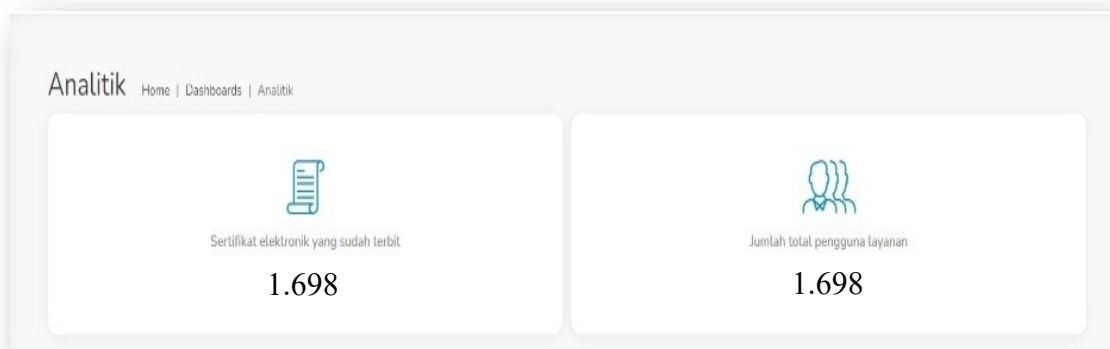 Analitik Home | Dashboards | Analitik
Sertifikat elektronik yang sudah terbit
1.698
Jumlah total pengguna layanan
1.698